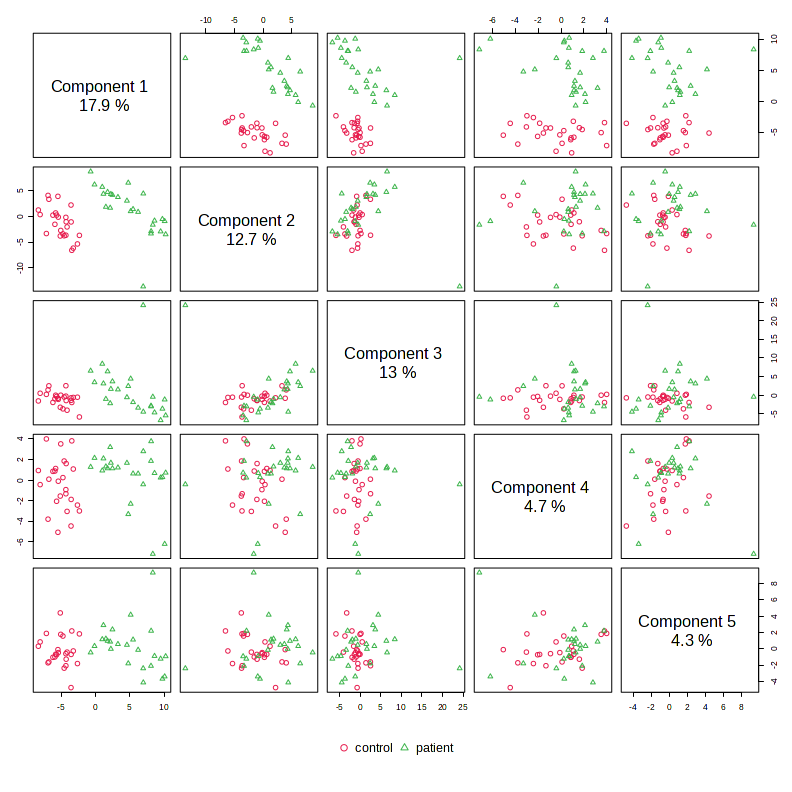 -10 -5 0 5
-6 -4 -2 0 2 4
Component 1
17.9 %
-5 0 5 10
-10 -5 0 5
Component 2
12.7 %
Component 3
13 %
-5 0 5 10 15 20 25
-6 -4 -2 0 2 4
Component 4
4.7 %
Component 5
4.3 %
-4 -2 0 2 4 6 8
-5 0 5 10
-5 0 5 10 15 20 25
-4 -2 0 2 4 6 8
control patient